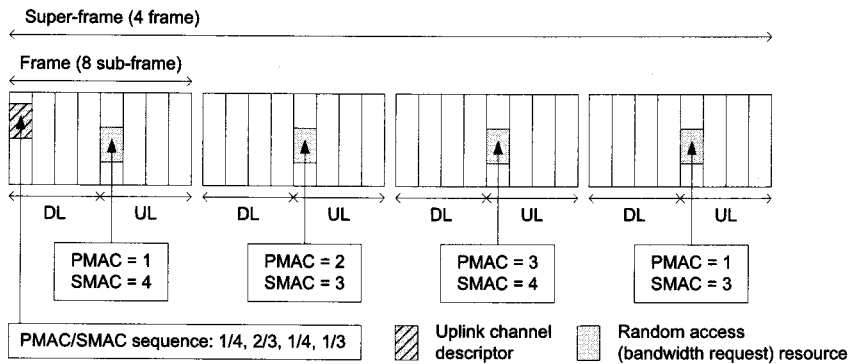 Super-frame (4 frame)
Frame (8 sub-frame)
DL UL DL UL DL UL DL UL
PMAC = 1
SMAC = 4
PMAC = 2
SMAC = 3
PMAC = 3
SMAC = 4
PMAC = 1
SMAC = 3
PMAC/SMAC sequence: 1/4, 2/3, 1/4, 1/3
Uplink channel
descriptor
Random access
(bandwidth request) resource